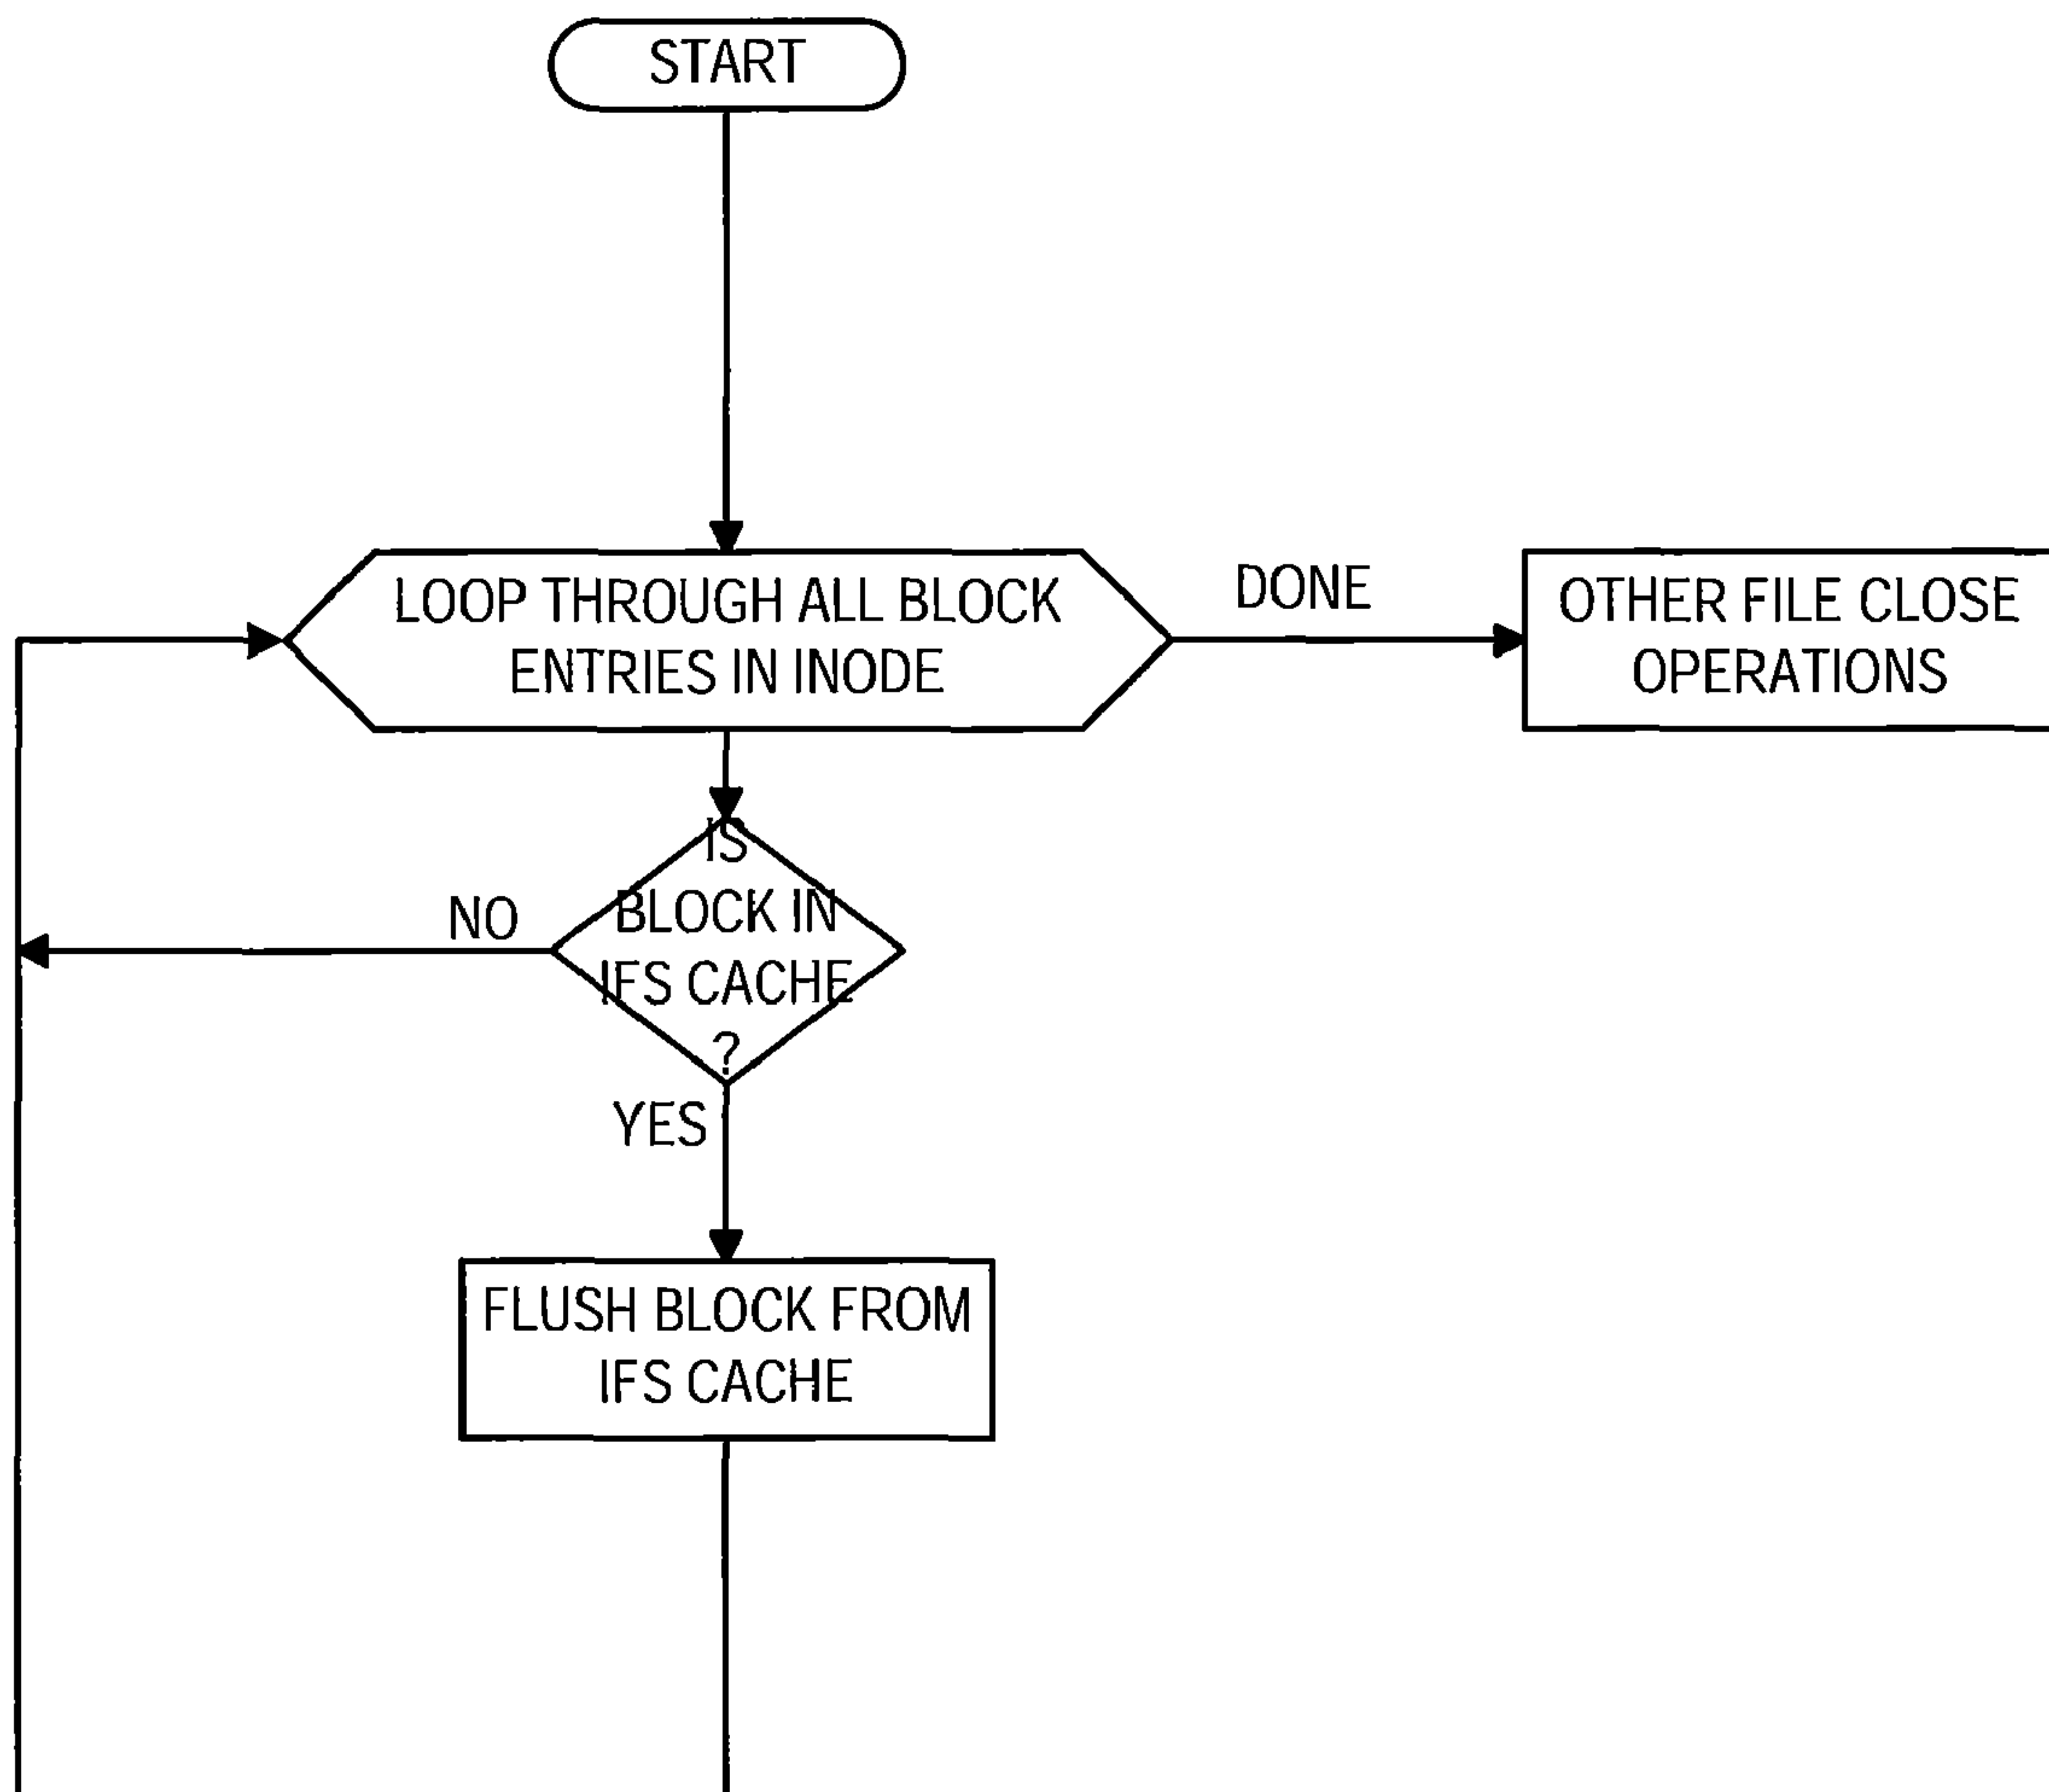 START
LOOP THROUGH ALL BLOCK
ENTRIES IN INODE
DONE
OTHER FILE CLOSE
OPERATIONS
IS
BLOCK IN
IFS CACHE
?
NO
YES
FLUSH BLOCK FROM
IFS CACHE